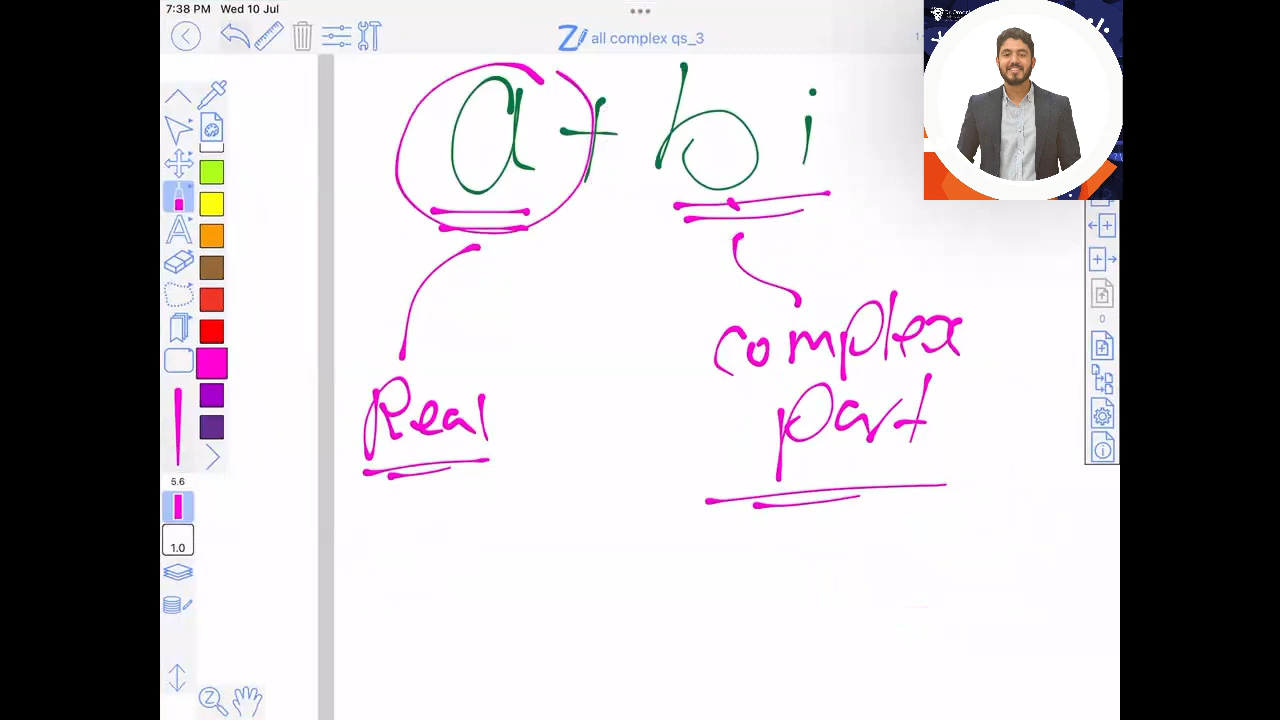 7:38 PM Wed 10 Jul
all complex qs_3
a + bi
Real
complex
part
5.6
1.0
0